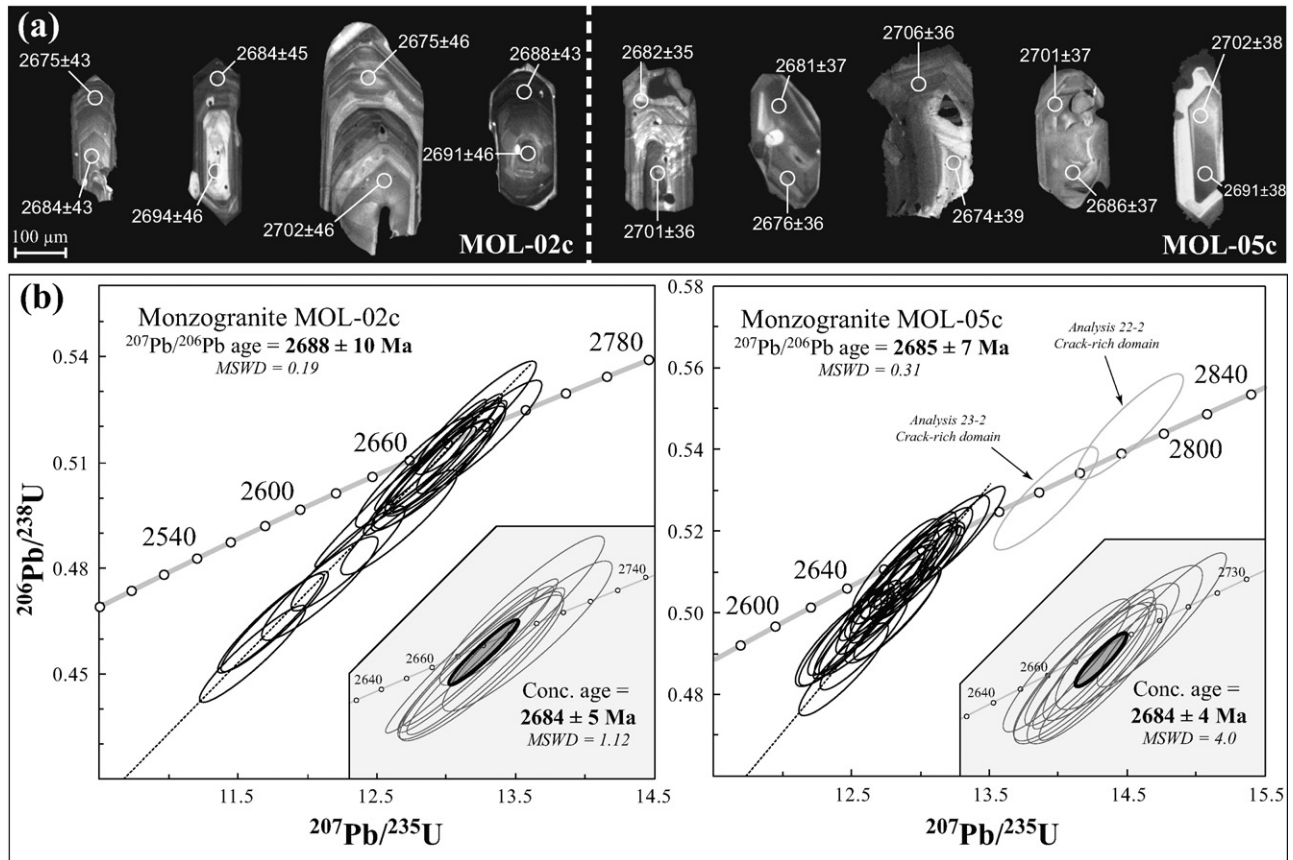 (a)
2675±43
2684±43
2684±45
2694±46
2675±46
2702±46
2688±43
2691±46
100 µm
MOL-02c
2682±35
2701±36
2681±37
2676±36
2706±36
2674±39
2701±37
2686±37
2702±38
2691±38
MOL-05c
(b)
Monzogranite MOL-02c
²⁰⁷Pb/²⁰⁶Pb age = 2688 ± 10 Ma
MSWD = 0.19
2540
2600
2660
2780
0.54
0.51
0.48
0.45
²⁰⁶Pb/²³⁸U
11.5
12.5
13.5
14.5
²⁰⁷Pb/²³⁵U
2640
2660
2740
Conc. age =
2684 ± 5 Ma
MSWD = 1.12
Monzogranite MOL-05c
²⁰⁷Pb/²⁰⁶Pb age = 2685 ± 7 Ma
MSWD = 0.31
Analysis 22-2
Crack-rich domain
Analysis 23-2
Crack-rich domain
2600
2640
2800
2840
0.58
0.56
0.54
0.52
0.50
0.48
12.5
13.5
14.5
15.5
²⁰⁷Pb/²³⁵U
2640
2660
2730
Conc. age =
2684 ± 4 Ma
MSWD = 4.0